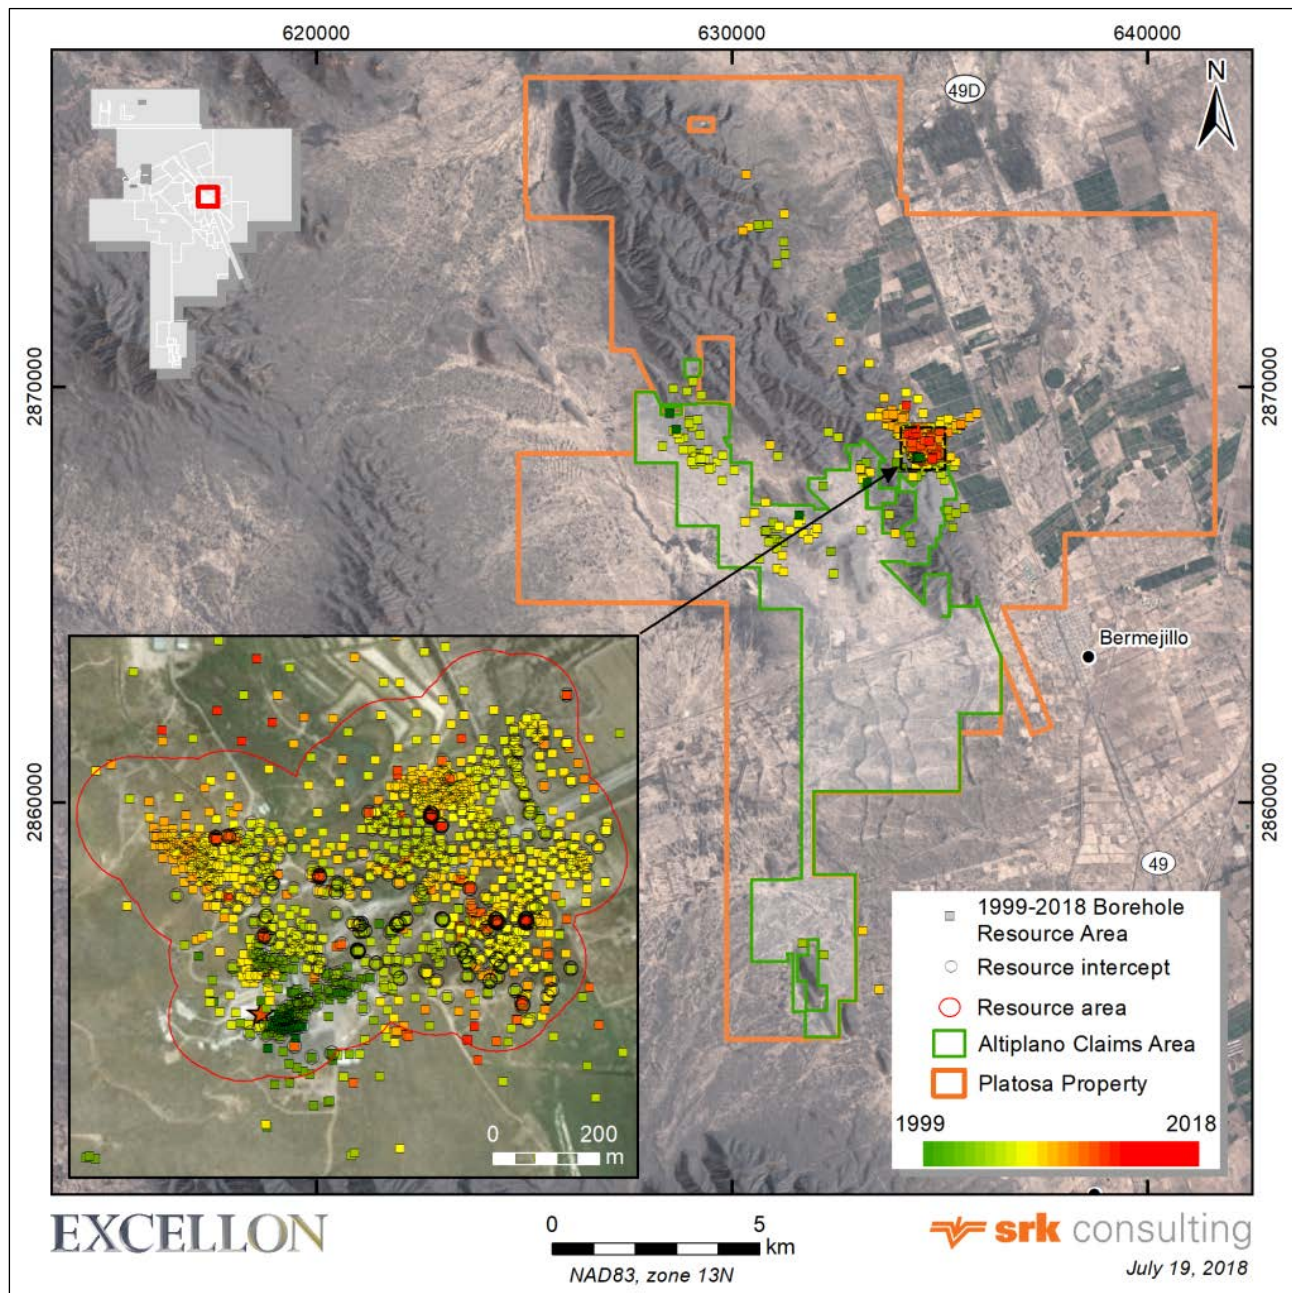 620000
630000
640000
49D
N
2870000
2870000
Bermejillo
2860000
2860000
49
1999-2018 Borehole
Resource Area
Resource intercept
Resource area
Altiplano Claims Area
Platosa Property
1999
2018
0
200
m
EXCELLON
0
5
km
NAD83, zone 13N
srk consulting
July 19, 2018